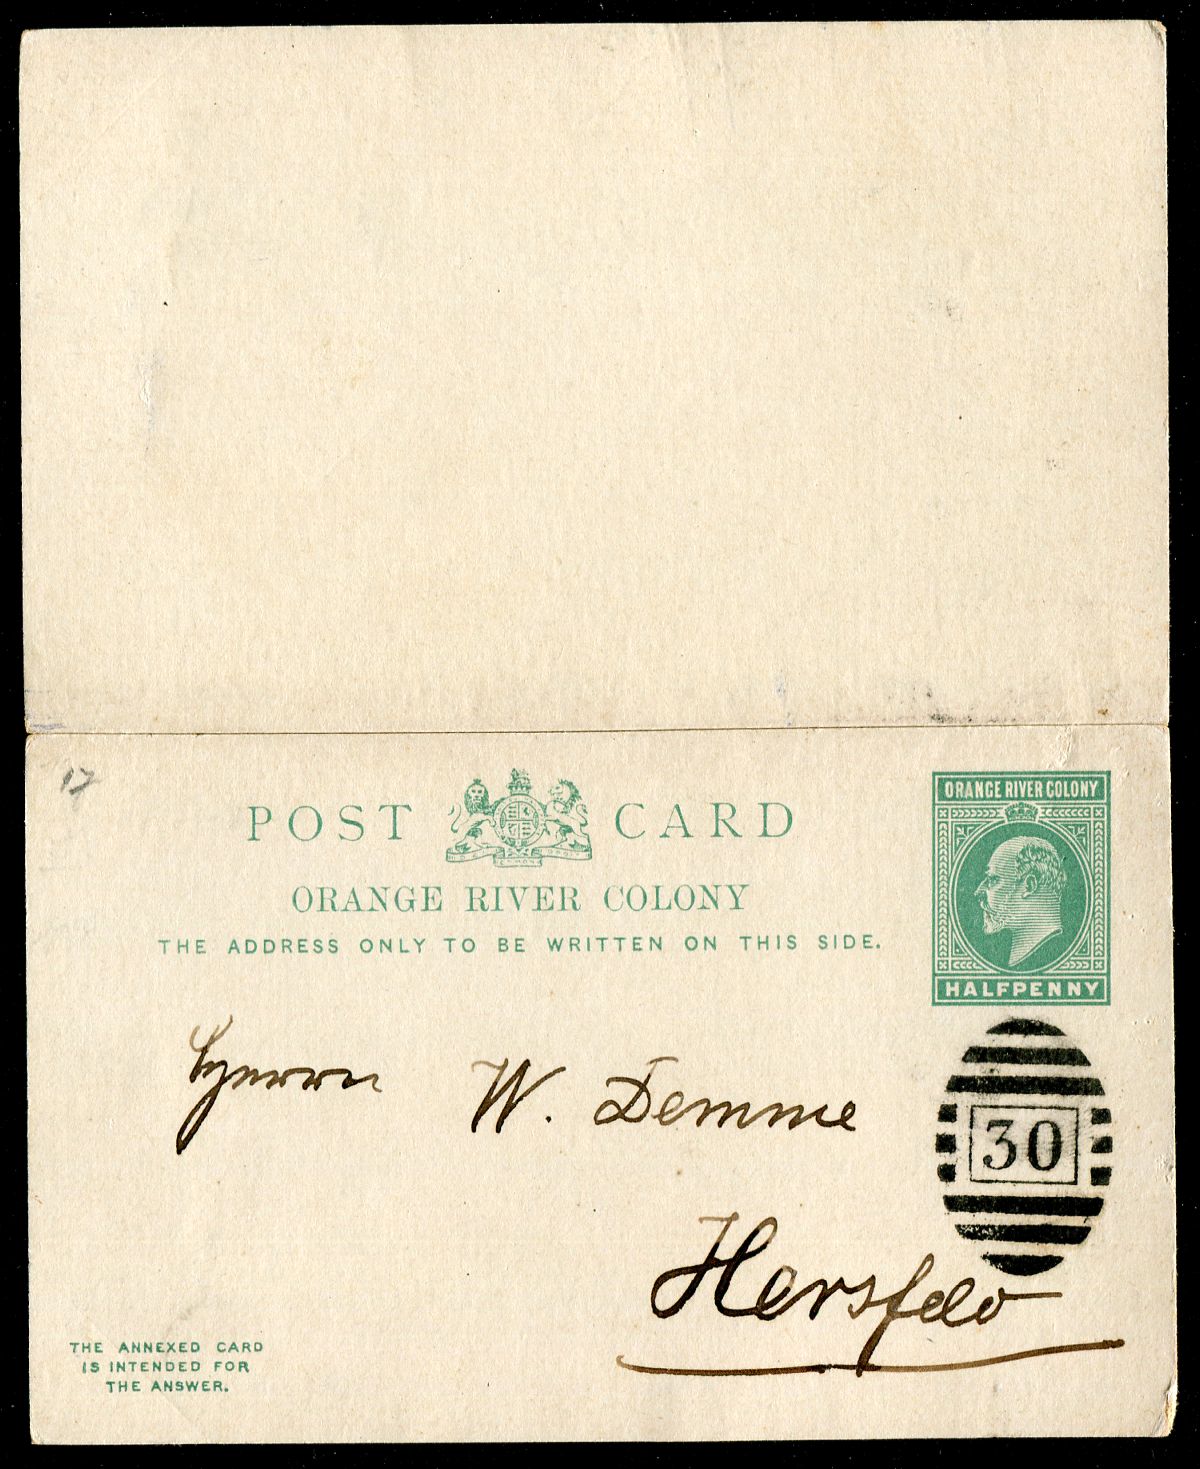 17
POST CARD
ORANGE RIVER COLONY
THE ADDRESS ONLY TO BE WRITTEN ON THIS SIDE.
ORANGE RIVER COLONY
HALFPENNY
Herrn W. Demme
30
Hersfeld
THE ANNEXED CARD
IS INTENDED FOR
THE ANSWER.